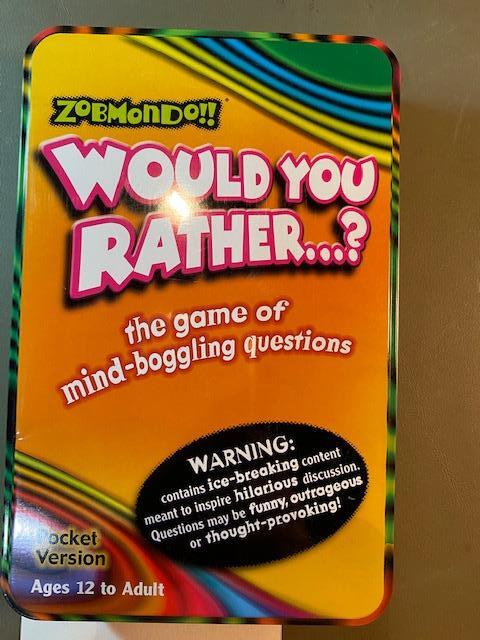 ZOBMONDO!!
WOULD YOU
RATHER...?
the game of
mind-boggling questions
WARNING:
contains ice-breaking content
meant to inspire hilarious discussion.
Questions may be funny, outrageous
or thought-provoking!
Pocket
Version
Ages 12 to Adult